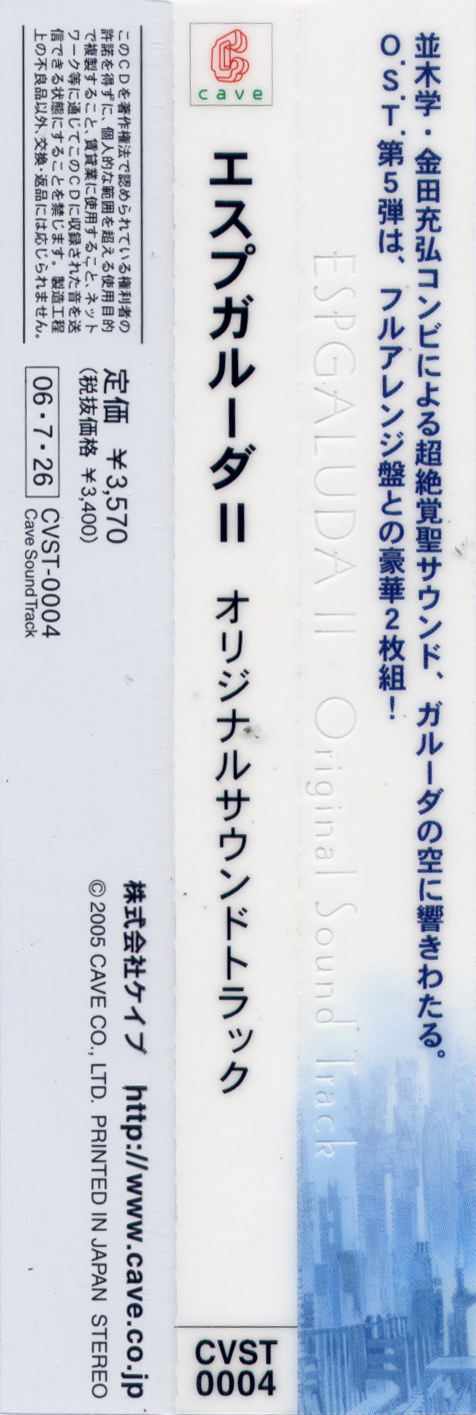 並木学・金田充弘コンビによる超絶覚聖サウンド、ガルーダの空に響きわたる。
O.S.T.第5弾は、フルアレンジ盤との豪華2枚組！
ESPGALUDA II Original Sound Track
cave
エスプガルーダII オリジナルサウンドトラック
CVST
0004
このCDを著作権法で認められている権利者の
許諾を得ずに、個人的な範囲を超える使用目的
で複製すること、賃貸業に使用すること、ネット
ワーク等に通じてこのCDに収録された音を送
信できる状態にすることを禁じます。製造工程
上の不良品以外、交換・返品には応じられません。
定価 ¥3,570
(税抜価格 ¥3,400)
06・7・26
CVST-0004
Cave Sound Track
株式会社ケイブ http://www.cave.co.jp
©2005 CAVE CO., LTD. PRINTED IN JAPAN STEREO